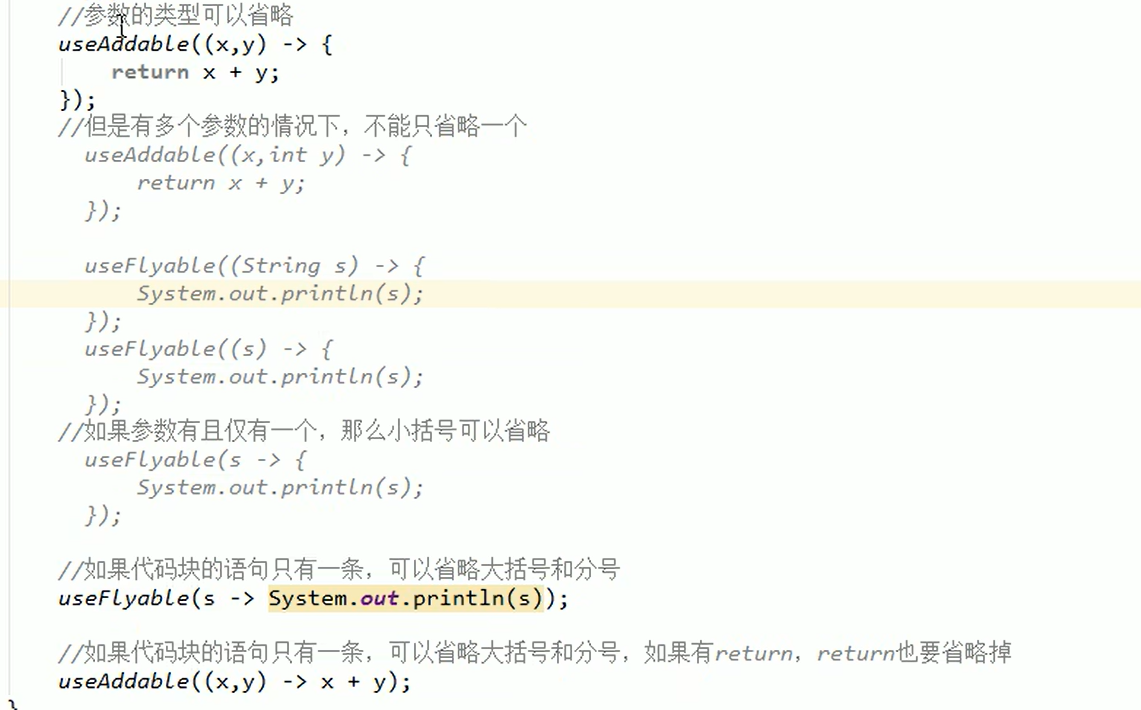 //参数的类型可以省略
useAddable((x,y) -> {
return x + y;
});
//但是有多个参数的情况下，不能只省略一个
useAddable((x,int y) -> {
return x + y;
});
useFlyable((String s) -> {
System.out.println(s);
});
useFlyable((s) -> {
System.out.println(s);
});
//如果参数有且仅有一个，那么小括号可以省略
useFlyable(s -> {
System.out.println(s);
});
//如果代码块的语句只有一条，可以省略大括号和分号
useFlyable(s -> System.out.println(s));
//如果代码块的语句只有一条，可以省略大括号和分号，如果有return，return也要省略掉
useAddable((x,y) -> x + y);
}